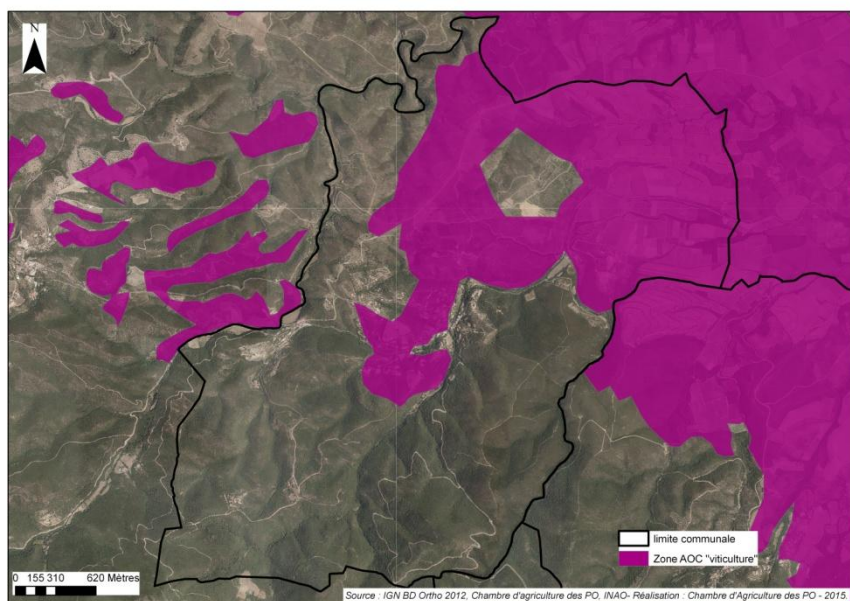 N
limite communale
Zone AOC "viticulture"
0 155 310 620 Mètres
Source : IGN BD Ortho 2012, Chambre d'agriculture des PO, INAO- Réalisation : Chambre d'Agriculture des PO - 2015.